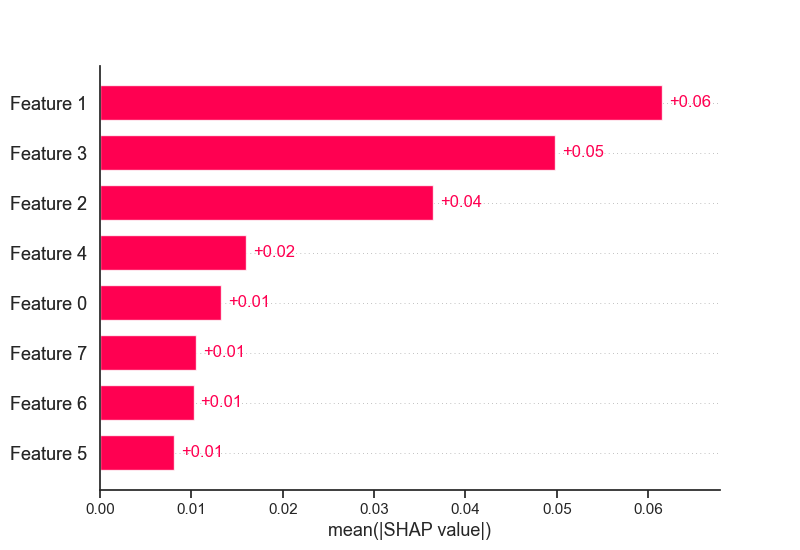 Feature 1 +0.06
Feature 3 +0.05
Feature 2 +0.04
Feature 4 +0.02
Feature 0 +0.01
Feature 7 +0.01
Feature 6 +0.01
Feature 5 +0.01
0.00 0.01 0.02 0.03 0.04 0.05 0.06
mean(|SHAP value|)